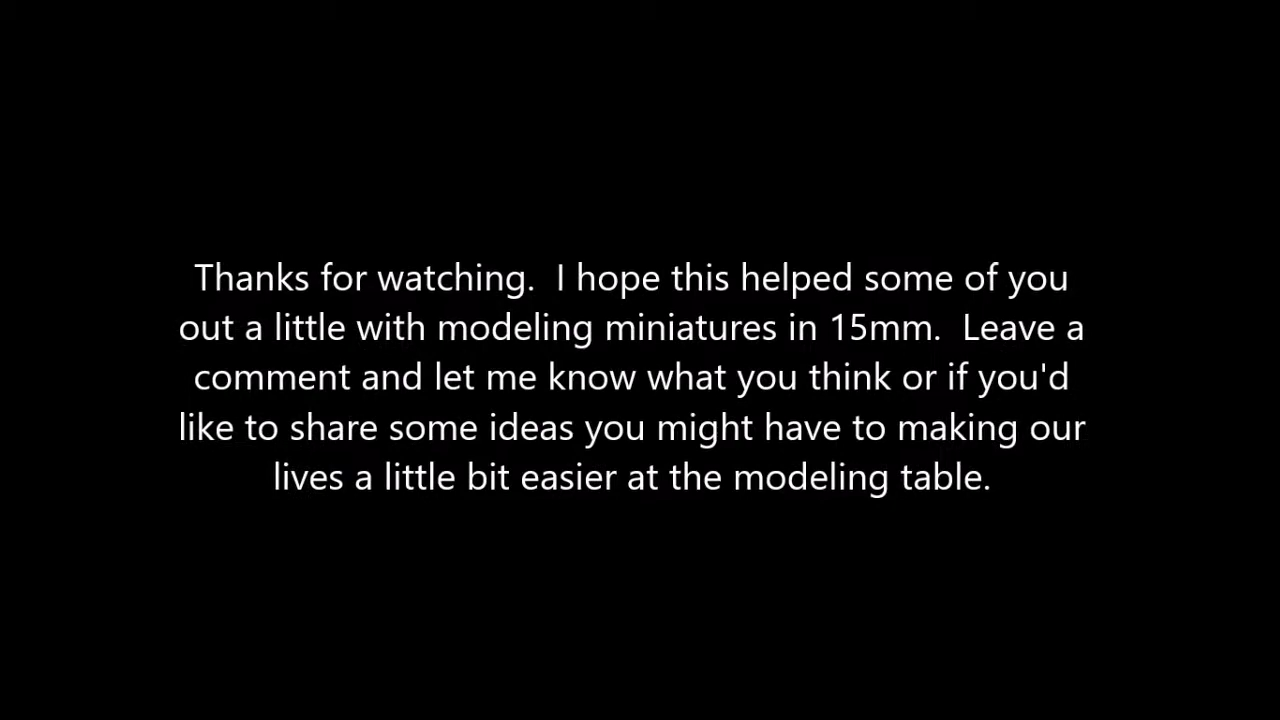 Thanks for watching.  I hope this helped some of you
out a little with modeling miniatures in 15mm.  Leave a
comment and let me know what you think or if you'd
like to share some ideas you might have to making our
lives a little bit easier at the modeling table.